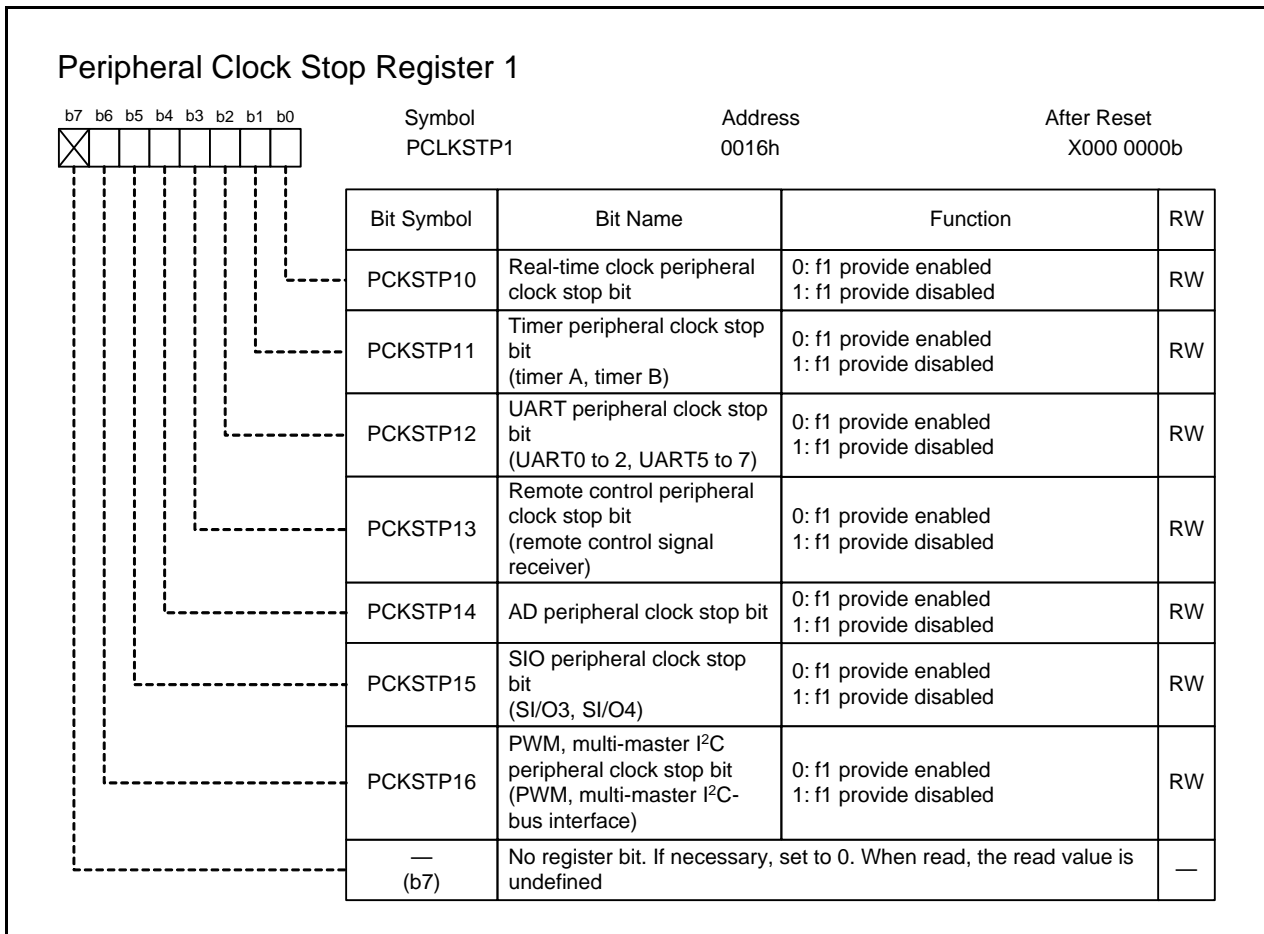 Peripheral Clock Stop Register 1
b7 b6 b5 b4 b3 b2 b1 b0
Symbol Address After Reset
PCLKSTP1 0016h X000 0000b
Bit Symbol Bit Name Function RW
PCKSTP10 Real-time clock peripheral
clock stop bit
0: f1 provide enabled
1: f1 provide disabled
RW
PCKSTP11 Timer peripheral clock stop
bit
(timer A, timer B)
0: f1 provide enabled
1: f1 provide disabled
RW
PCKSTP12 UART peripheral clock stop
bit
(UART0 to 2, UART5 to 7)
0: f1 provide enabled
1: f1 provide disabled
RW
PCKSTP13 Remote control peripheral
clock stop bit
(remote control signal
receiver)
0: f1 provide enabled
1: f1 provide disabled
RW
PCKSTP14 AD peripheral clock stop bit
0: f1 provide enabled
1: f1 provide disabled
RW
PCKSTP15 SIO peripheral clock stop
bit
(SI/O3, SI/O4)
0: f1 provide enabled
1: f1 provide disabled
RW
PCKSTP16 PWM, multi-master I²C
peripheral clock stop bit
(PWM, multi-master I²C-
bus interface)
0: f1 provide enabled
1: f1 provide disabled
RW
—
(b7)
No register bit. If necessary, set to 0. When read, the read value is
undefined
—